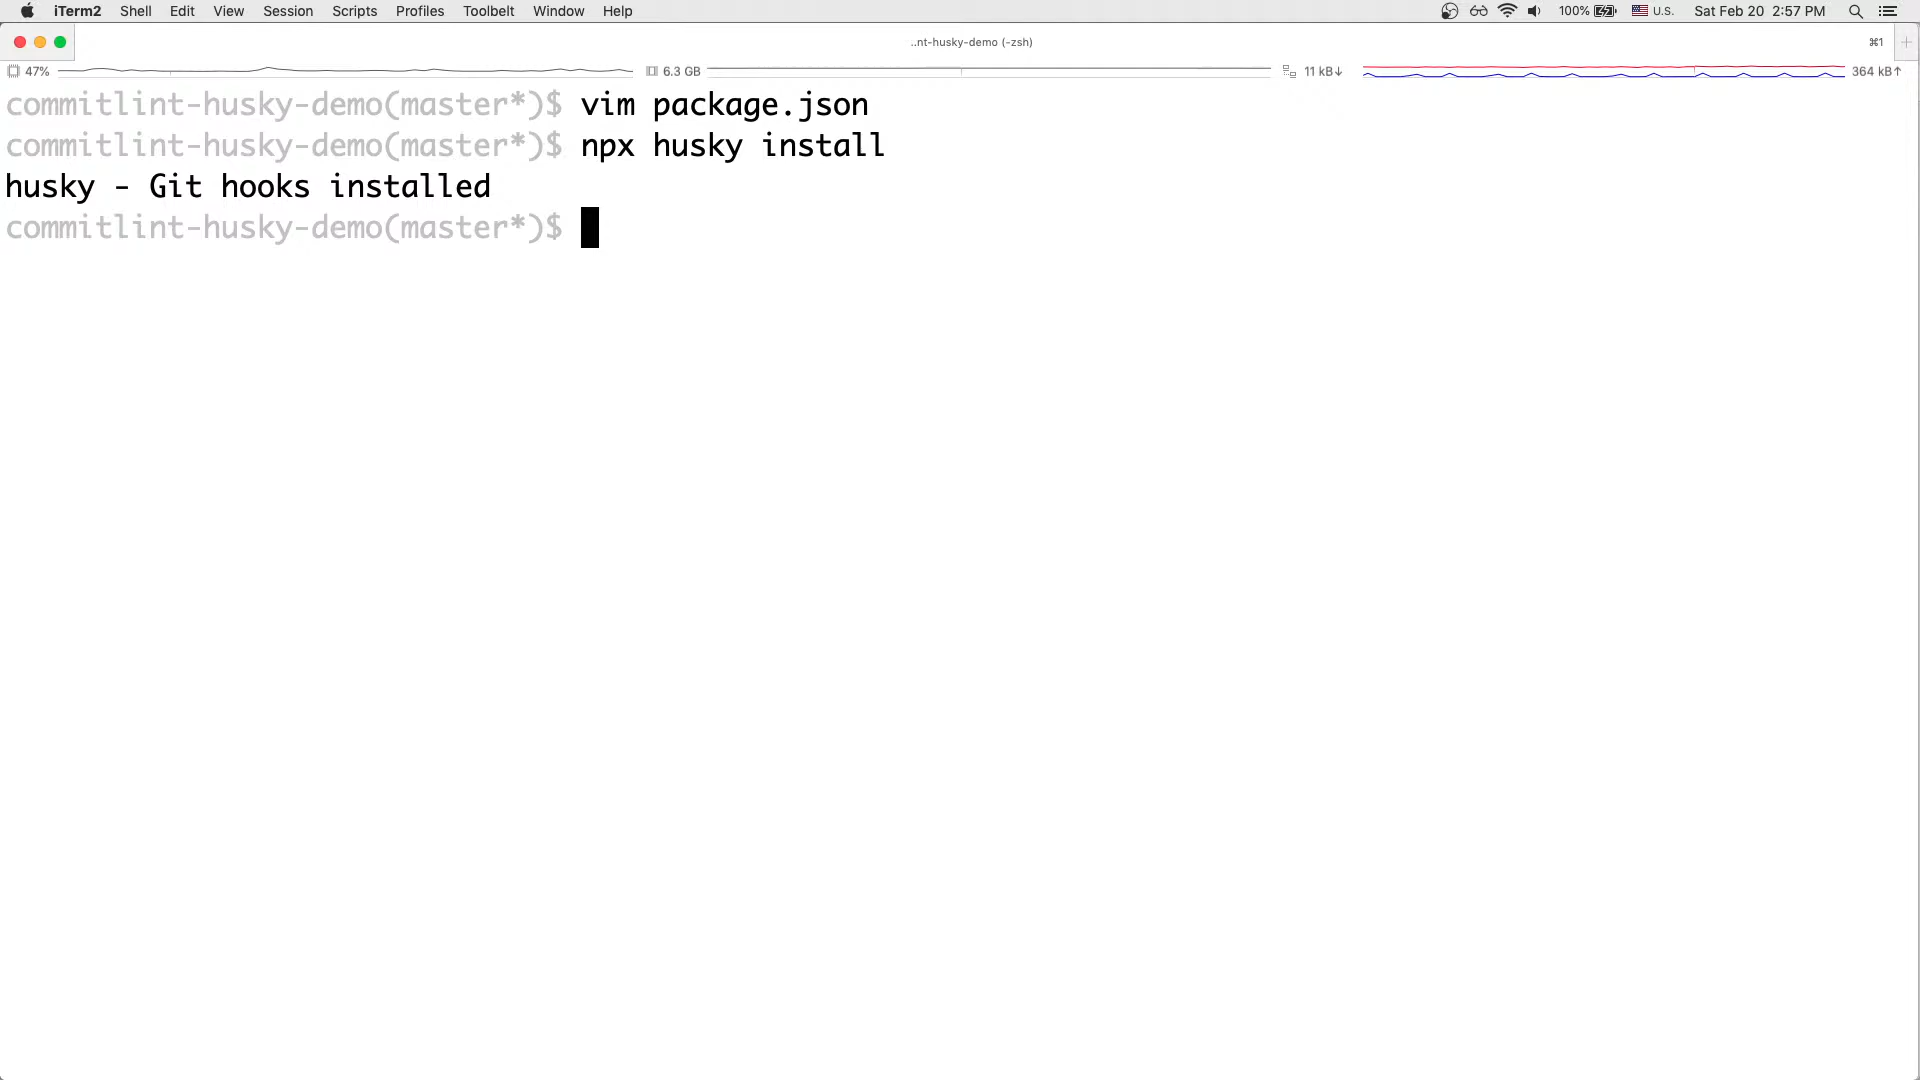 iTerm2 Shell Edit View Session Scripts Profiles Toolbelt Window Help 100% U.S. Sat Feb 20 2:57 PM
..nt-husky-demo (-zsh) ⌘1
47% 6.3 GB 11 kB↓ 364 kB↑
commitlint-husky-demo(master*)$ vim package.json
commitlint-husky-demo(master*)$ npx husky install
husky - Git hooks installed
commitlint-husky-demo(master*)$